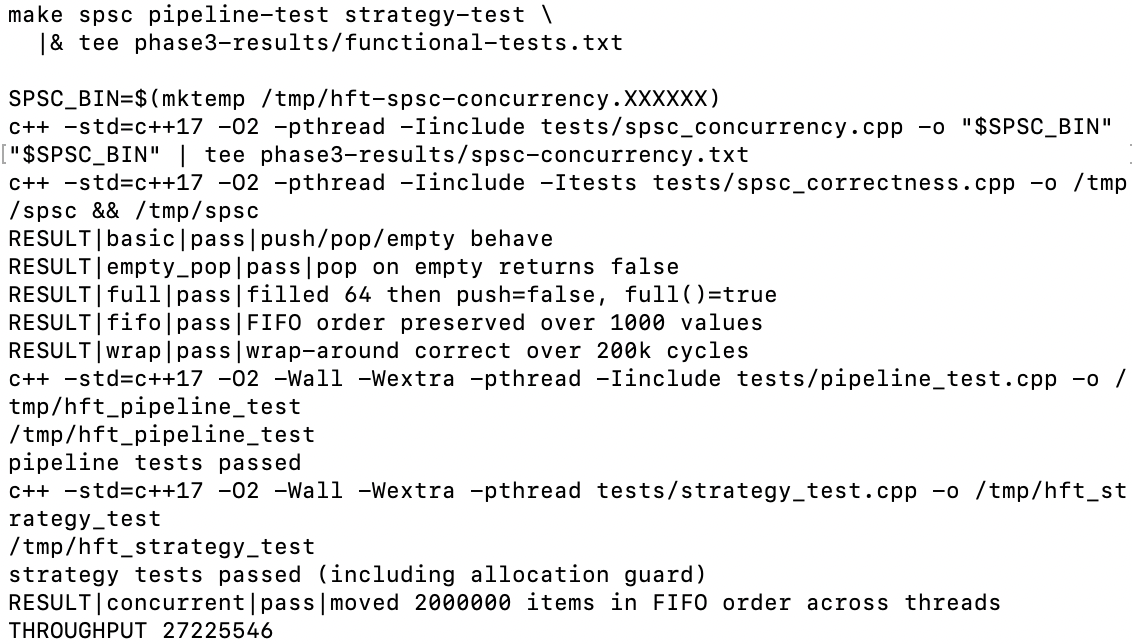 make spsc pipeline-test strategy-test \
  |& tee phase3-results/functional-tests.txt

SPSC_BIN=$(mktemp /tmp/hft-spsc-concurrency.XXXXXX)
c++ -std=c++17 -O2 -pthread -Iinclude tests/spsc_concurrency.cpp -o "$SPSC_BIN"
["$SPSC_BIN" | tee phase3-results/spsc-concurrency.txt
c++ -std=c++17 -O2 -pthread -Iinclude -Itests tests/spsc_correctness.cpp -o /tmp
/spsc && /tmp/spsc
RESULT|basic|pass|push/pop/empty behave
RESULT|empty_pop|pass|pop on empty returns false
RESULT|full|pass|filled 64 then push=false, full()=true
RESULT|fifo|pass|FIFO order preserved over 1000 values
RESULT|wrap|pass|wrap-around correct over 200k cycles
c++ -std=c++17 -O2 -Wall -Wextra -pthread -Iinclude tests/pipeline_test.cpp -o /
tmp/hft_pipeline_test
/tmp/hft_pipeline_test
pipeline tests passed
c++ -std=c++17 -O2 -Wall -Wextra -pthread tests/strategy_test.cpp -o /tmp/hft_st
rategy_test
/tmp/hft_strategy_test
strategy tests passed (including allocation guard)
RESULT|concurrent|pass|moved 2000000 items in FIFO order across threads
THROUGHPUT 27225546